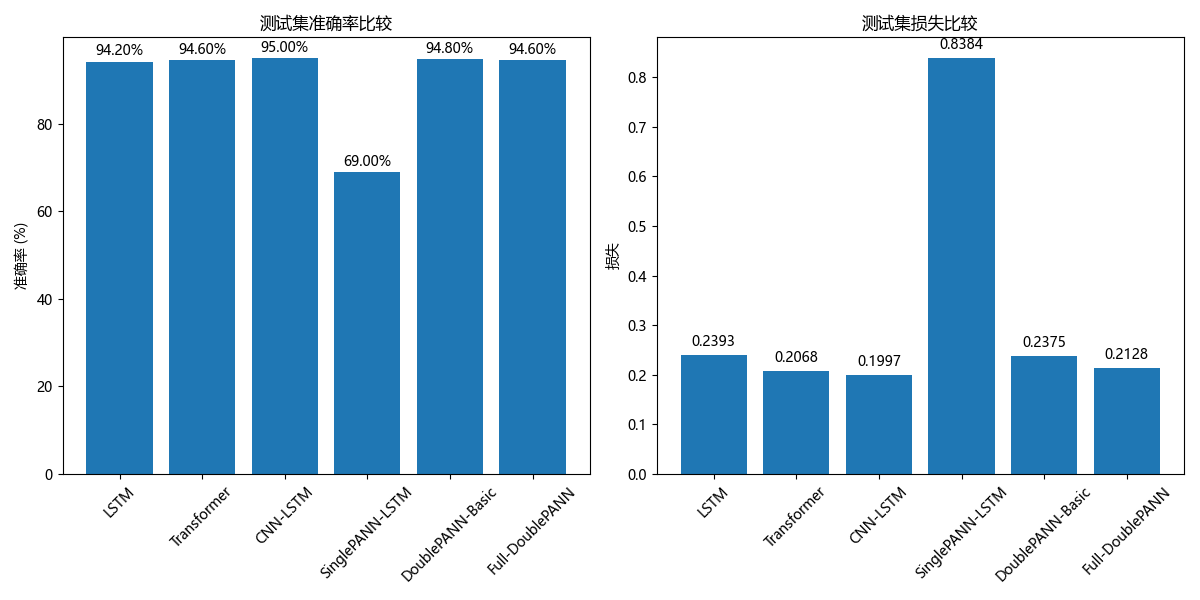 测试集准确率比较
94.20%
94.60%
95.00%
69.00%
94.80%
94.60%
准确率 (%)
80
60
40
20
0
LSTM
Transformer
CNN-LSTM
SinglePANN-LSTM
DoublePANN-Basic
Full-DoublePANN
测试集损失比较
0.2393
0.2068
0.1997
0.8384
0.2375
0.2128
损失
0.8
0.7
0.6
0.5
0.4
0.3
0.2
0.1
0.0
LSTM
Transformer
CNN-LSTM
SinglePANN-LSTM
DoublePANN-Basic
Full-DoublePANN